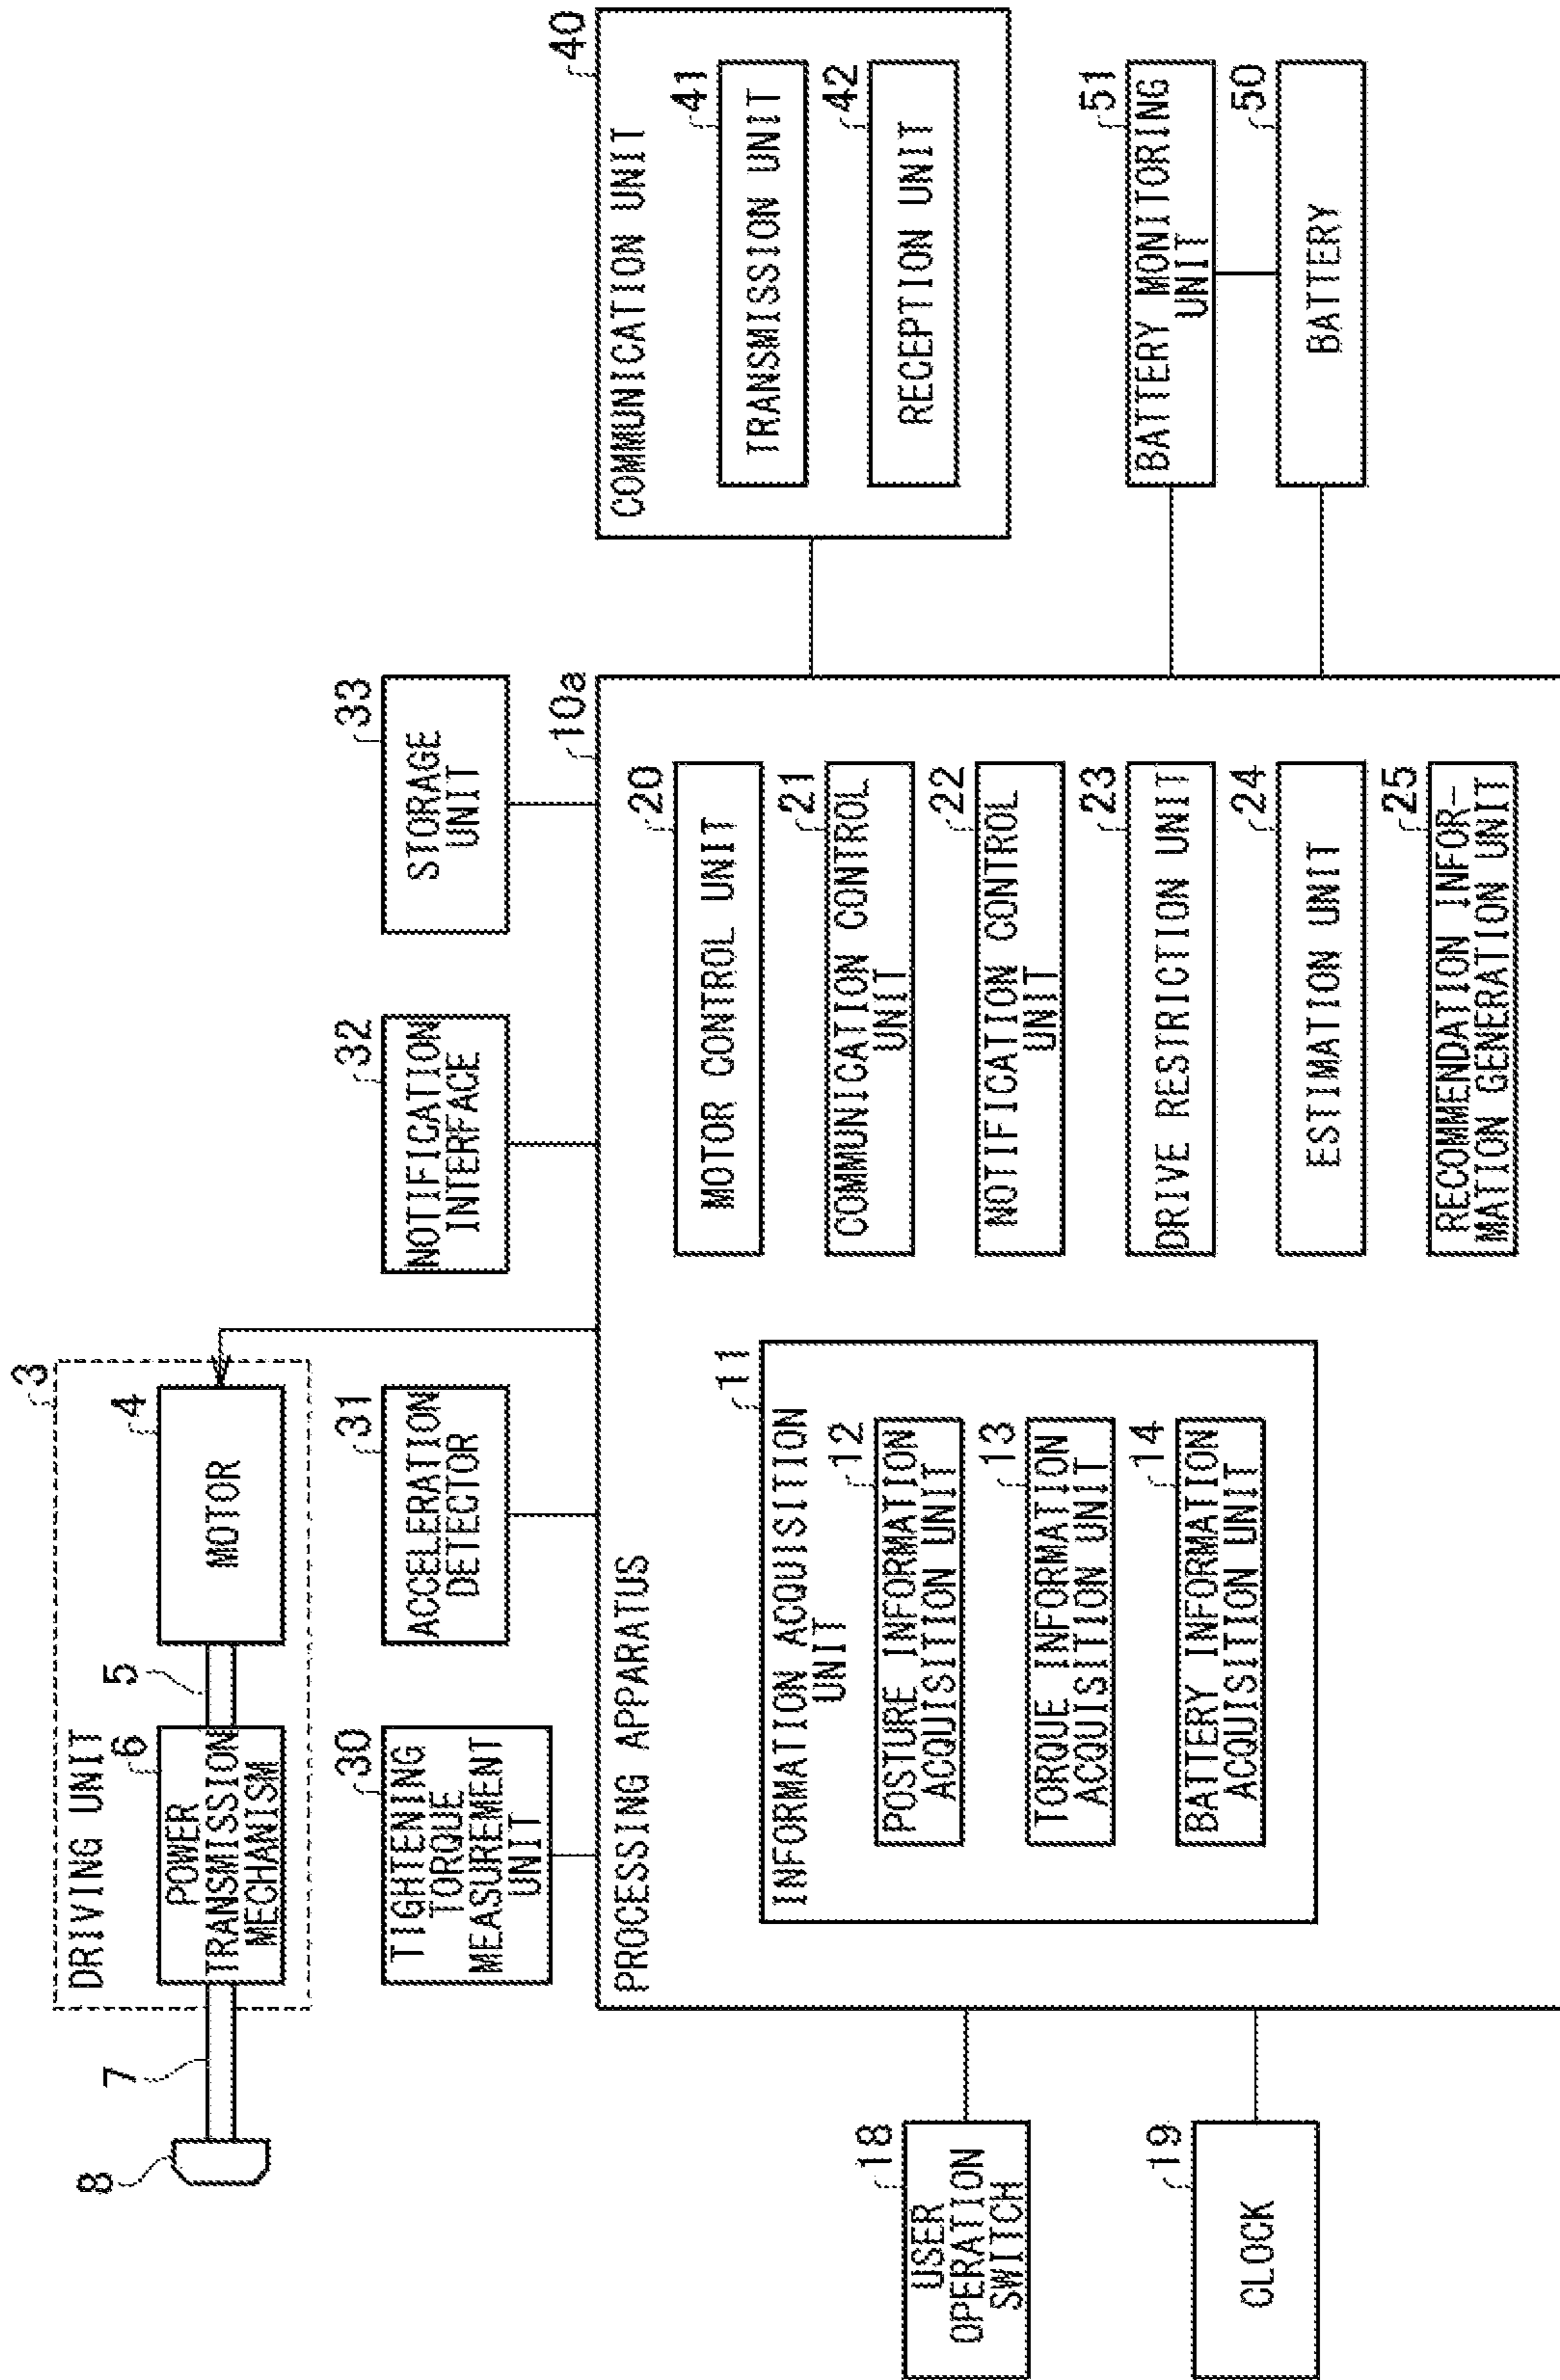 3
DRIVING UNIT
8
7
6
POWER
TRANSMISSION
MECHANISM
5
4
MOTOR
30
TIGHTENING
TORQUE
MEASUREMENT
UNIT
31
ACCELERATION
DETECTOR
32
NOTIFICATION
INTERFACE
33
STORAGE
UNIT
10a
PROCESSING APPARATUS
18
USER
OPERATION
SWITCH
19
CLOCK
11
INFORMATION ACQUISITION
UNIT
12
POSTURE INFORMATION
ACQUISITION UNIT
13
TORQUE INFORMATION
ACQUISITION UNIT
14
BATTERY INFORMATION
ACQUISITION UNIT
20
MOTOR CONTROL UNIT
21
COMMUNICATION CONTROL
UNIT
22
NOTIFICATION CONTROL
UNIT
23
DRIVE RESTRICTION UNIT
24
ESTIMATION UNIT
25
RECOMMENDATION INFOR-
MATION GENERATION UNIT
40
COMMUNICATION UNIT
41
TRANSMISSION UNIT
42
RECEPTION UNIT
51
BATTERY MONITORING
UNIT
50
BATTERY